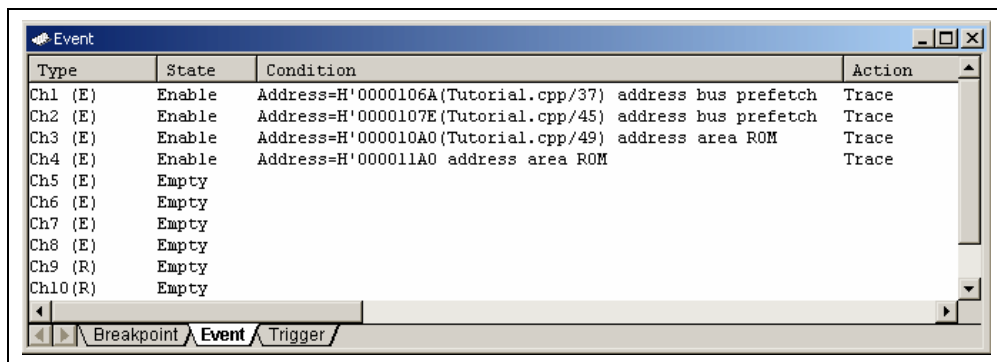 Event
Type State Condition Action
Ch1 (E) Enable Address=H'0000106A(Tutorial.cpp/37) address bus prefetch Trace
Ch2 (E) Enable Address=H'0000107E(Tutorial.cpp/45) address bus prefetch Trace
Ch3 (E) Enable Address=H'000010A0(Tutorial.cpp/49) address area ROM Trace
Ch4 (E) Enable Address=H'000011A0 address area ROM Trace
Ch5 (E) Empty
Ch6 (E) Empty
Ch7 (E) Empty
Ch8 (E) Empty
Ch9 (R) Empty
Ch10(R) Empty
Breakpoint Event Trigger